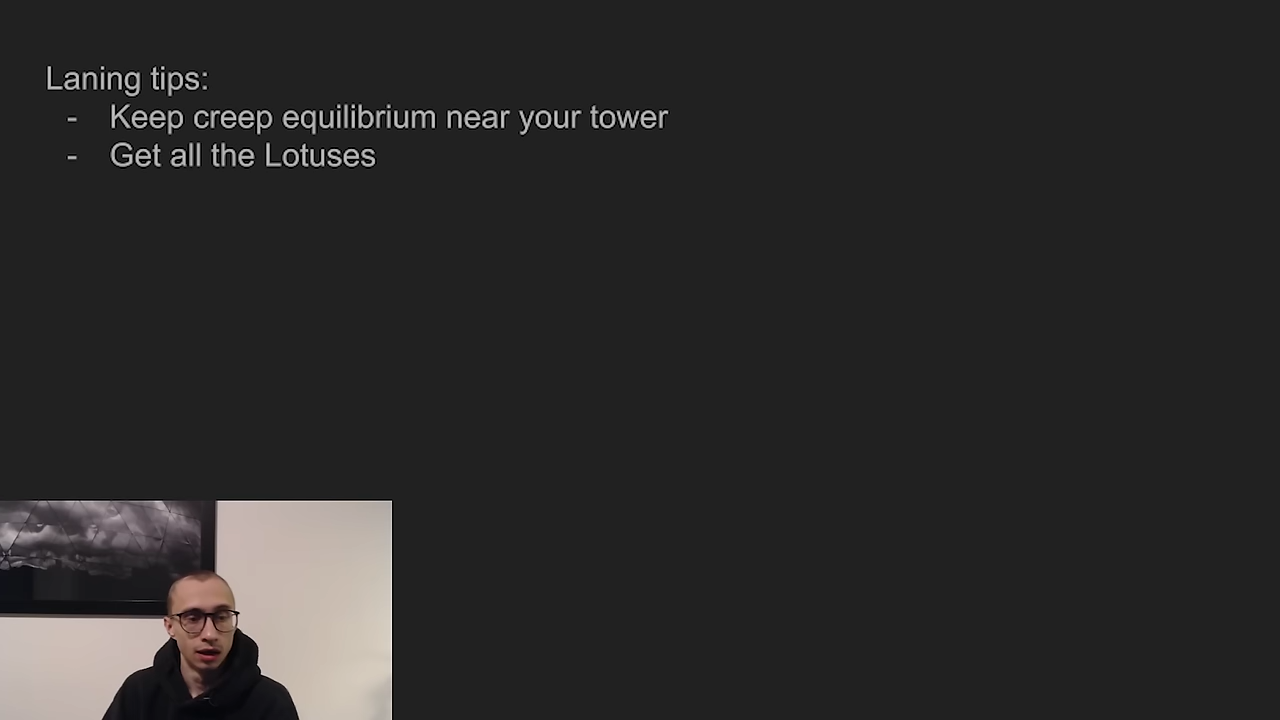 Laning tips:
- Keep creep equilibrium near your tower
- Get all the Lotuses